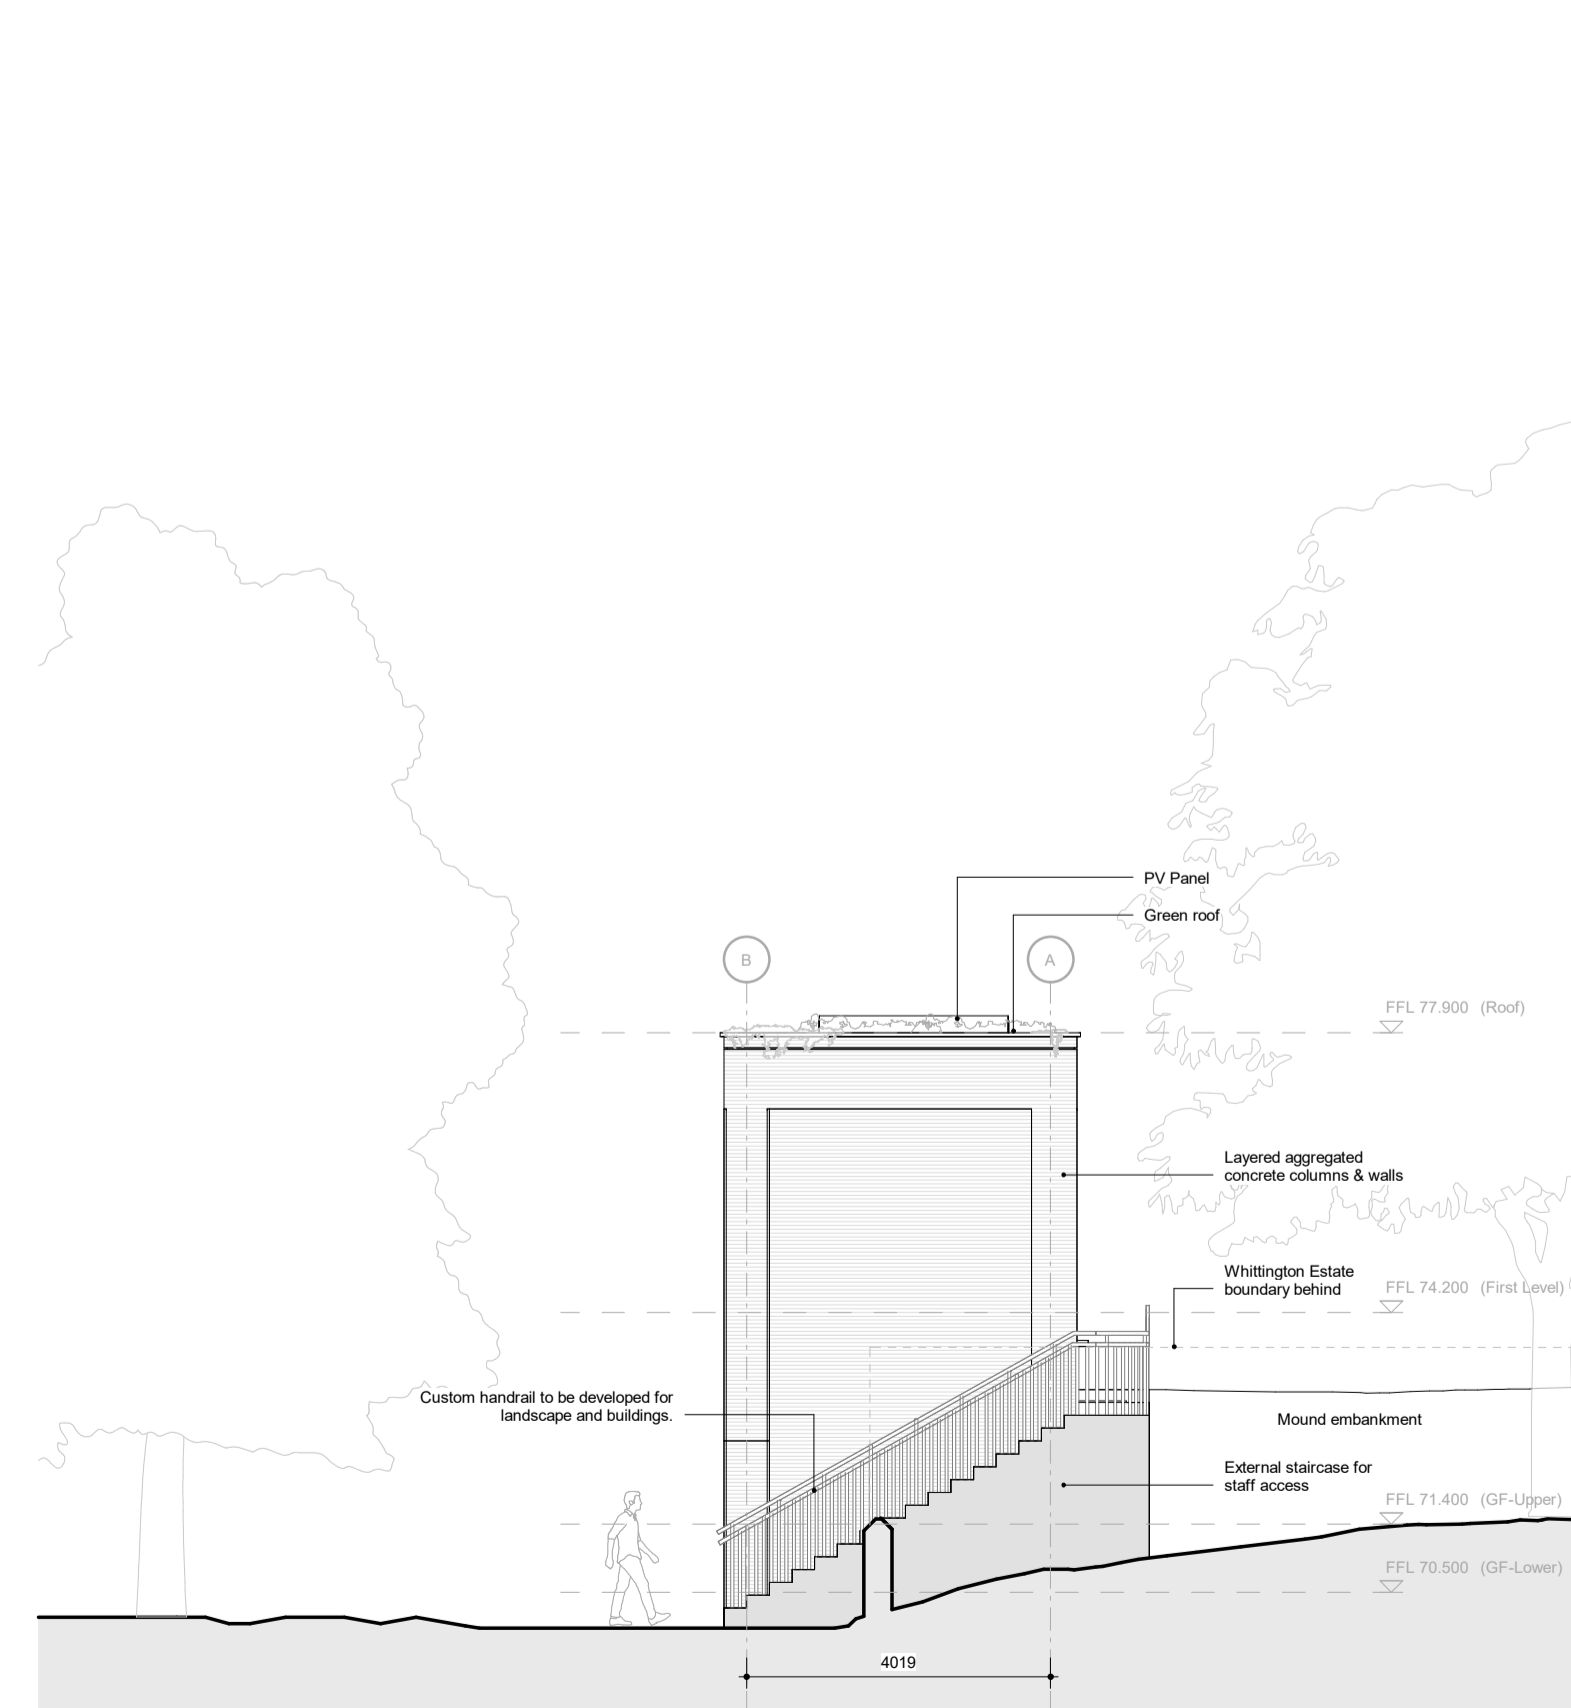 PV Panel
Green roof
B
A
FFL 77.900 (Roof)
Layered aggregated
concrete columns & walls
Whittington Estate
boundary behind
FFL 74.200 (First Level)
Custom handrail to be developed for
landscape and buildings.
Mound embankment
External staircase for
staff access
FFL 71.400 (GF-Upper)
FFL 70.500 (GF-Lower)
4019